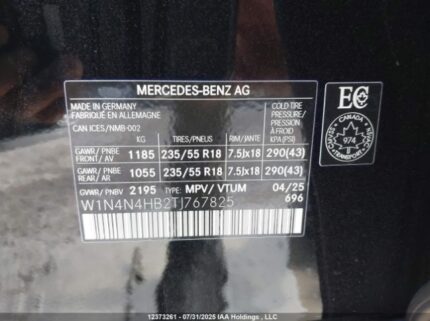 MERCEDES-BENZ AG
MADE IN GERMANY
FABRIQUÉ EN ALLEMAGNE
CAN ICES/NMB-002
COLD TIRE
PRESSURE/
PRESSION
À FROID
KPA (PSI)
KG TIRES/PNEUS RIM/JANTE
GAWR/ PNBE
FRONT/ AV 1185 235/55 R18 7.5Jx18 290(43)
GAWR/ PNBE
REAR/ AR 1055 235/55 R18 7.5Jx18 290(43)
GVWR/ PNBV 2195 TYPE: MPV/ VTUM 04/25
W1N4N4HB2TJ767825 696
EC
CANADA
974
TRANSPORT
12373261 - 07/31/2025 IAA Holdings , LLC